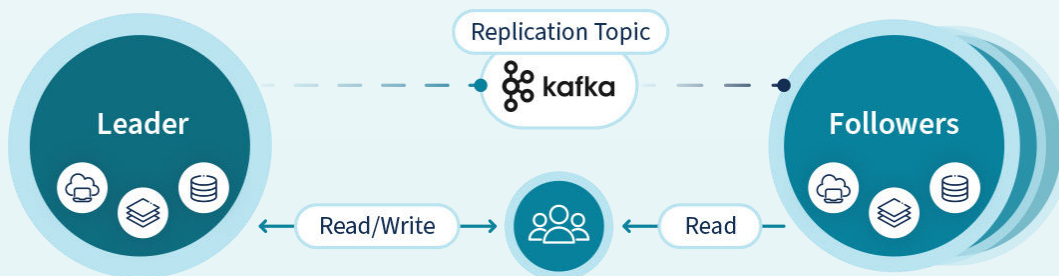 Replication Topic
kafka
Leader
Followers
Read/Write
Read